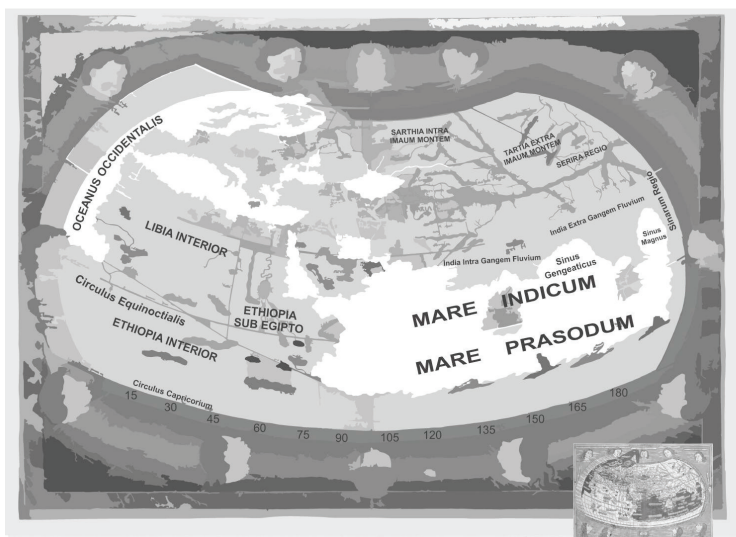 OCEANUS OCCIDENTALIS
SARTHIA INTRA
IMAUM MONTEM
TARTIA EXTRA
IMAUM MONTEM
SERIRA REGIO
Sinarum Regio
LIBIA INTERIOR
India Extra Gangem Fluvium
India Intra Gangem Fluvium
Sinus
Gengeaticus
Sinus
Magnus
Circulus Equinoctialis
ETHIOPIA INTERIOR
ETHIOPIA
SUB EGIPTO
MARE INDICUM
MARE PRASODUM
Circulus Capricorium
15
30
45
60
75
90
105
120
135
150
165
180